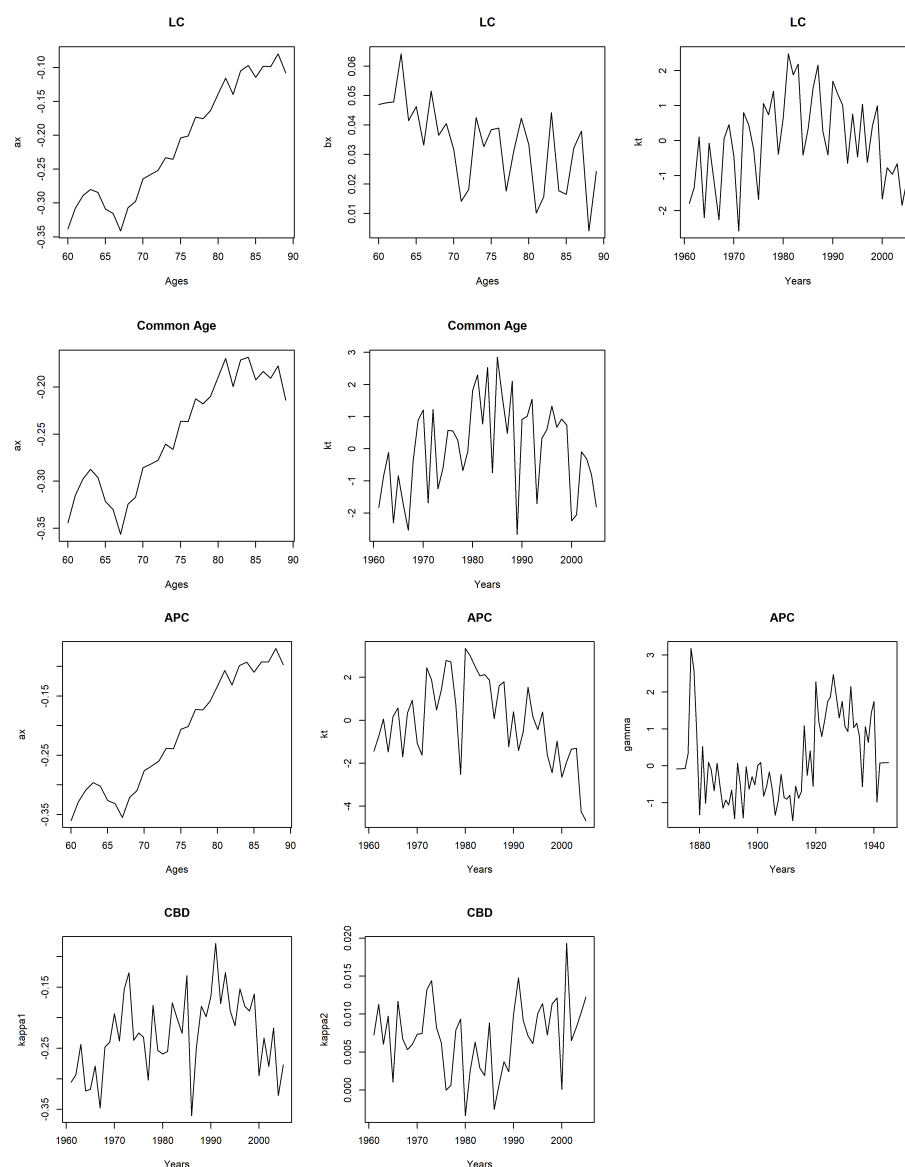 LC LC LC
ax
-0.35 -0.30 -0.25 -0.20 -0.15 -0.10
60 65 70 75 80 85 90
Ages
bx
0.01 0.02 0.03 0.04 0.05 0.06
60 65 70 75 80 85 90
Ages
kt
-2 -1 0 1 2
1960 1970 1980 1990 2000
Years
Common Age Common Age
ax
-0.35 -0.30 -0.25 -0.20
60 65 70 75 80 85 90
Ages
kt
-2 -1 0 1 2 3
1960 1970 1980 1990 2000
Years
APC APC APC
ax
-0.35 -0.25 -0.15
60 65 70 75 80 85 90
Ages
kt
-4 -2 0 2
1960 1970 1980 1990 2000
Years
gamma
-1 0 1 2 3
1880 1900 1920 1940
Years
CBD CBD
kappa1
-0.35 -0.25 -0.15
1960 1970 1980 1990 2000
Years
kappa2
0.000 0.005 0.010 0.015 0.020
1960 1970 1980 1990 2000
Years